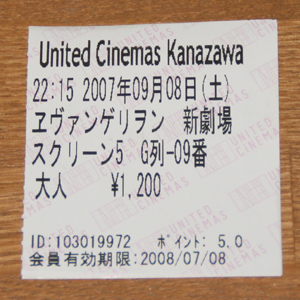 United Cinemas Kanazawa
22:15 2007年09月08日(土)
ヱヴァンゲリヲン 新劇場
スクリーン5 G列-09番
大人 ¥1,200
ID:103019972 ポイント: 5.0
会員有効期限:2008/07/08